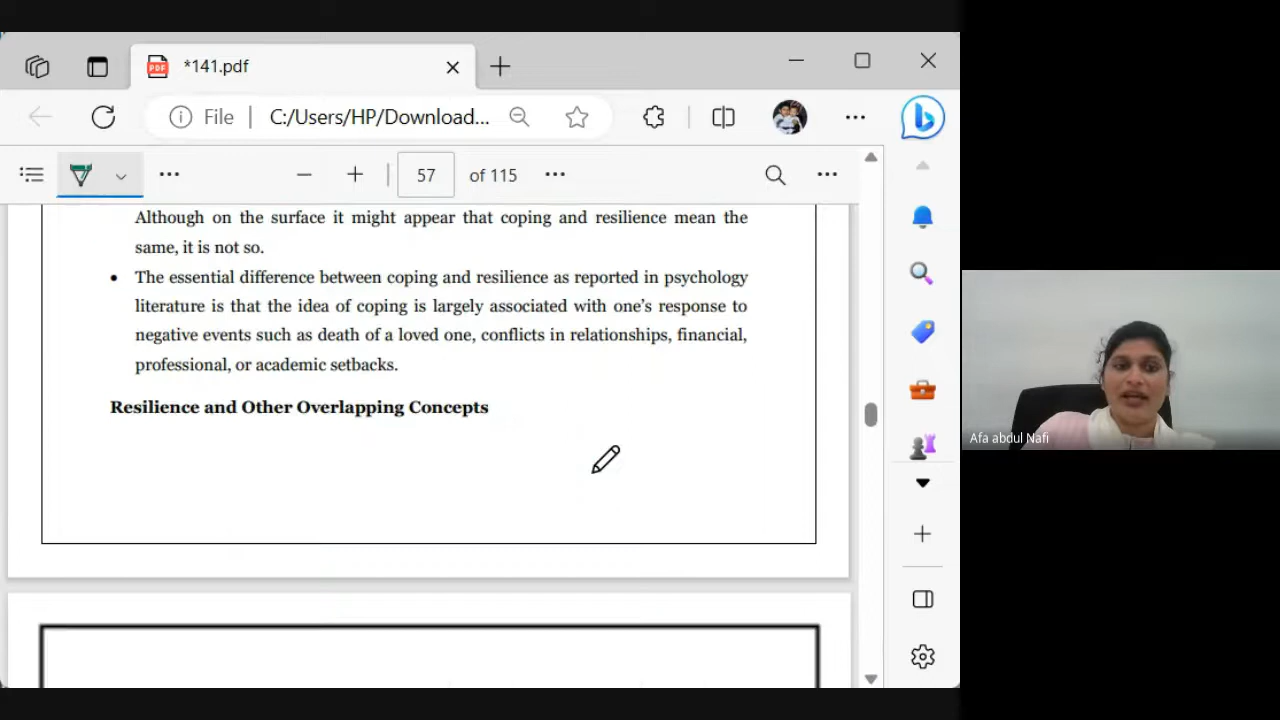 *141.pdf
File
C:/Users/HP/Download...
57
of 115
Although on the surface it might appear that coping and resilience mean the
same, it is not so.
• The essential difference between coping and resilience as reported in psychology
literature is that the idea of coping is largely associated with one's response to
negative events such as death of a loved one, conflicts in relationships, financial,
professional, or academic setbacks.
Resilience and Other Overlapping Concepts
Afa abdul Nafi